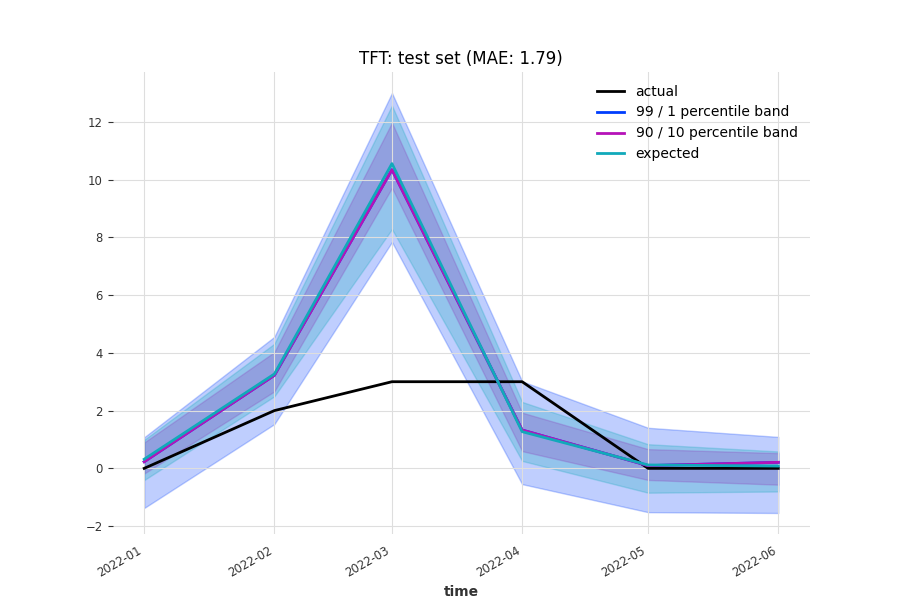 TFT: test set (MAE: 1.79)
actual
99 / 1 percentile band
90 / 10 percentile band
expected
12
10
8
6
4
2
0
−2
2022-01
2022-02
2022-03
2022-04
2022-05
2022-06
time